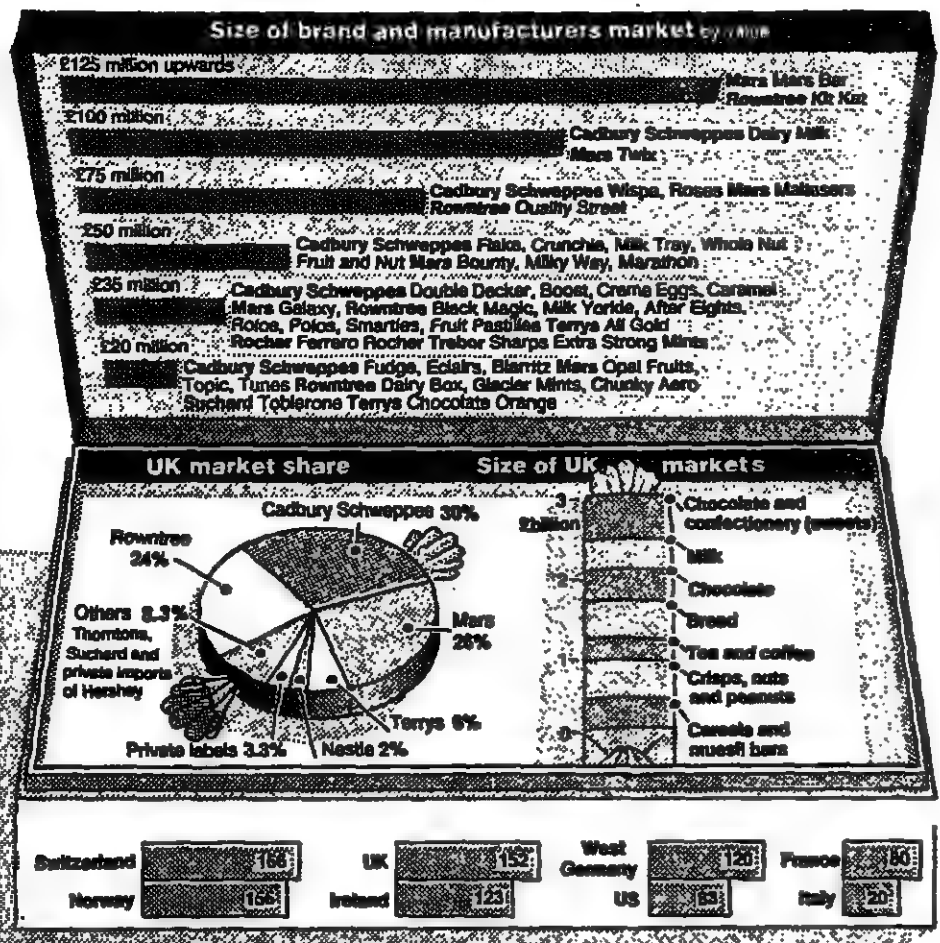 Size of brand and manufacturers market by value
£125 million upwards
Mars Mars Bar
Rowntree Kit Kat
£100 million
Cadbury Schweppes Dairy Milk
Mars Twix
£75 million
Cadbury Schweppes Wispa, Roses Mars Maltesers
Rowntree Quality Street
£50 million
Cadbury Schweppes Flake, Crunchie, Milk Tray, Whole Nut
Fruit and Nut Mars Bounty, Milky Way, Marathon
£35 million
Cadbury Schweppes Double Decker, Boost, Creme Eggs, Caramel
Mars Galaxy, Rowntree Black Magic, Milk Yorkie, After Eights,
Rolos, Polos, Smarties, Fruit Pastilles Terrys All Gold
Rocher Ferrero Rocher Trebor Sharps Extra Strong Mints
£20 million
Cadbury Schweppes Fudge, Eclairs, Biarritz Mars Opal Fruits,
Topic, Tunes Rowntree Dairy Box, Glacier Mints, Chunky Aero
Suchard Toblerone Terrys Chocolate Orange
UK market share
Cadbury Schweppes 30%
Rowntree
24%
Others 8.3%
Thorntons,
Suchard and
private imports
of Hershey
Mars
Terrys
Private labels 3.3%
Nestle 2%
Size of UK markets
3
£billion
2
1
0
Chocolate and
confectionery (sweets)
Milk
Chocolate
Bread
Tea and coffee
Crisps, nuts
and peanuts
Cereals and
muesli bars
Switzerland
Norway
UK 152
Ireland 123
West
Germany 120
US
France
Italy 20